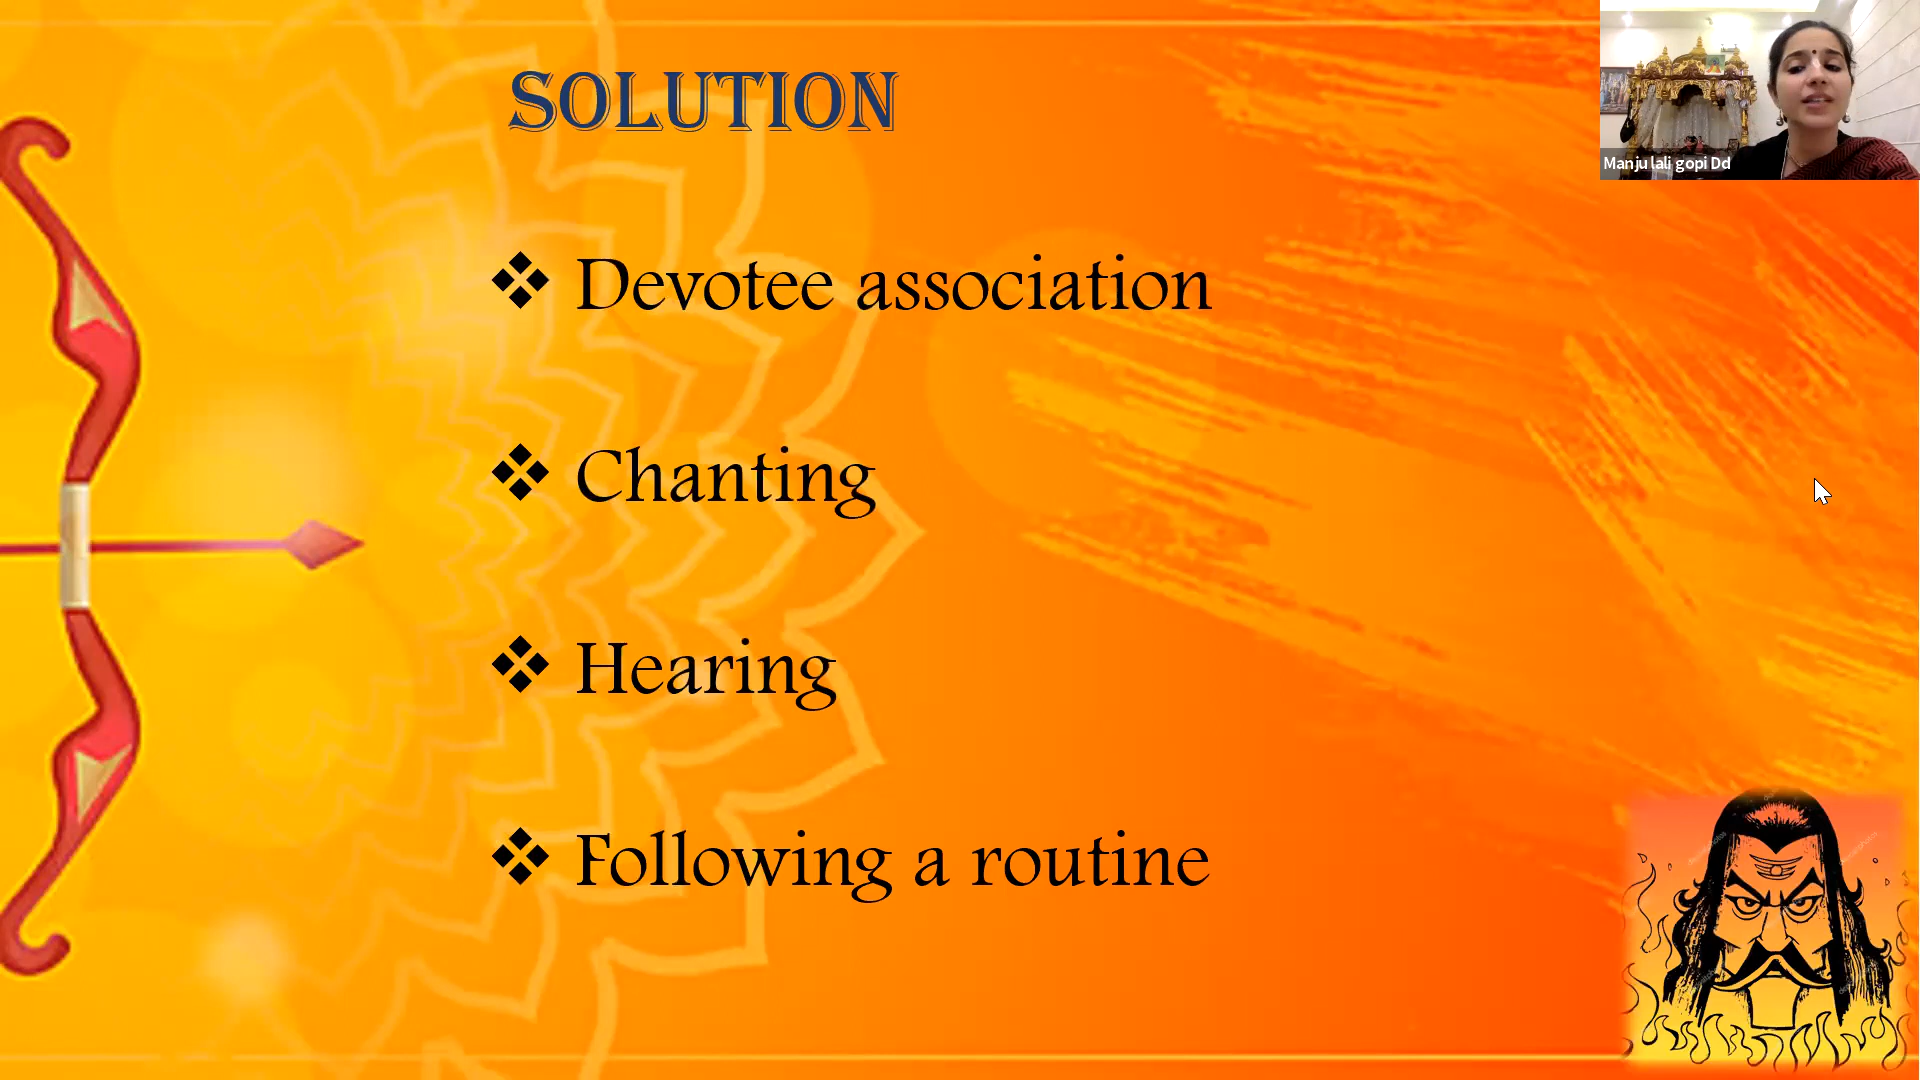 SOLUTION
Manju lali gopi Dd
❖ Devotee association
❖ Chanting
❖ Hearing
❖ Following a routine